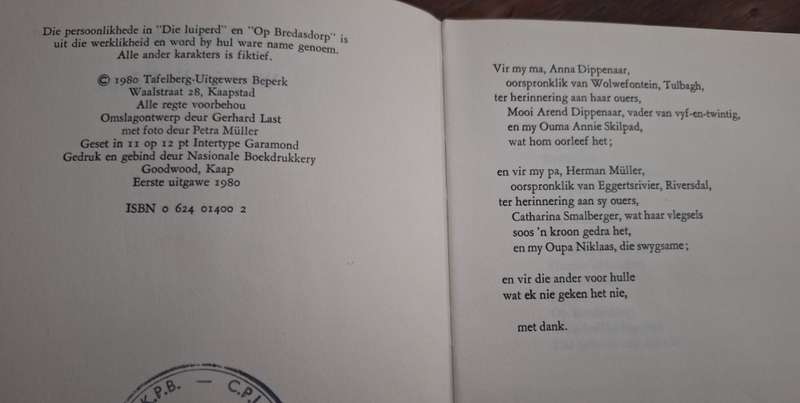 Die persoonlikhede in "Die luiperd" en "Op Bredasdorp" is
uit die werklikheid en word by hul ware name genoem.
Alle ander karakters is fiktief.
© 1980 Tafelberg-Uitgewers Beperk
Waalstraat 28, Kaapstad
Alle regte voorbehou
Omslagontwerp deur Gerhard Last
met foto deur Petra Müller
Geset in 11 op 12 pt Intertype Garamond
Gedruk en gebind deur Nasionale Boekdrukkery
Goodwood, Kaap
Eerste uitgawe 1980
ISBN 0 624 01400 2
K.P.B. — C.P.
Vir my ma, Anna Dippenaar,
oorspronklik van Wolwefontein, Tulbagh,
ter herinnering aan haar ouers,
Mooi Arend Dippenaar, vader van vyf-en-twintig,
en my Ouma Annie Skilpad,
wat hom oorleef het;
en vir my pa, Herman Müller,
oorspronklik van Eggertsrivier, Riversdal,
ter herinnering aan sy ouers,
Catharina Smalberger, wat haar vlegsels
soos 'n kroon gedra het,
en my Oupa Niklaas, die swygsame;
en vir die ander voor hulle
wat ek nie geken het nie,
met dank.